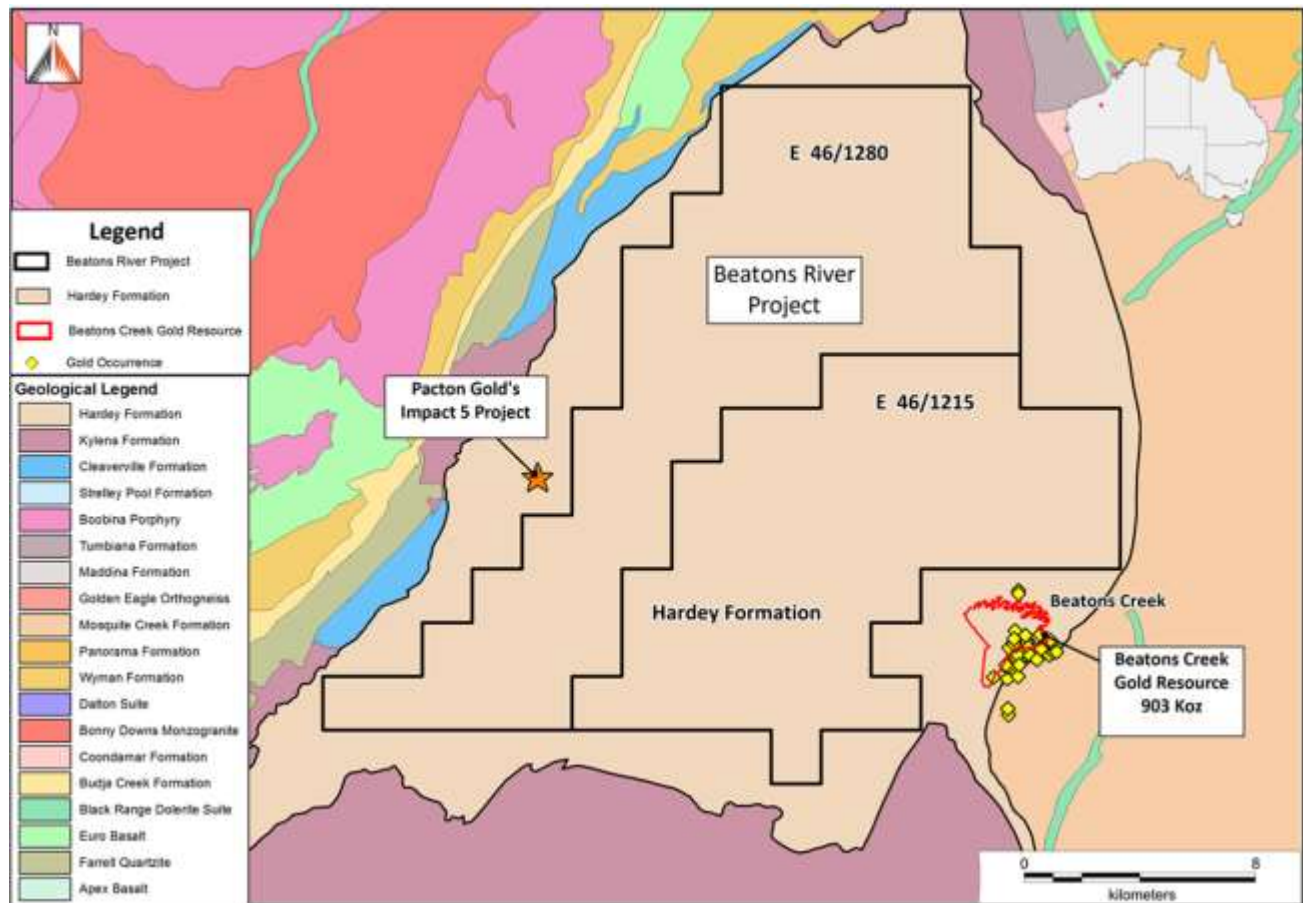 N
E 46/1280
Legend
Beatons River Project
Hardey Formation
Beatons Creek Gold Resource
Gold Occurrence
Beatons River
Project
Pacton Gold's
Impact 5 Project
E 46/1215
Geological Legend
Hardey Formation
Kylena Formation
Cleaverville Formation
Strelley Pool Formation
Boobina Porphyry
Tumbiana Formation
Maddina Formation
Golden Eagle Orthogneiss
Mosquite Creek Formation
Panorama Formation
Wyman Formation
Dalton Suite
Bonny Downs Monzogranite
Coondamar Formation
Budja Creek Formation
Black Range Dolerite Suite
Euro Basalt
Farrell Quartzite
Apex Basalt
Hardey Formation
Beatons Creek
Beatons Creek
Gold Resource
903 Koz
0 8
kilometers